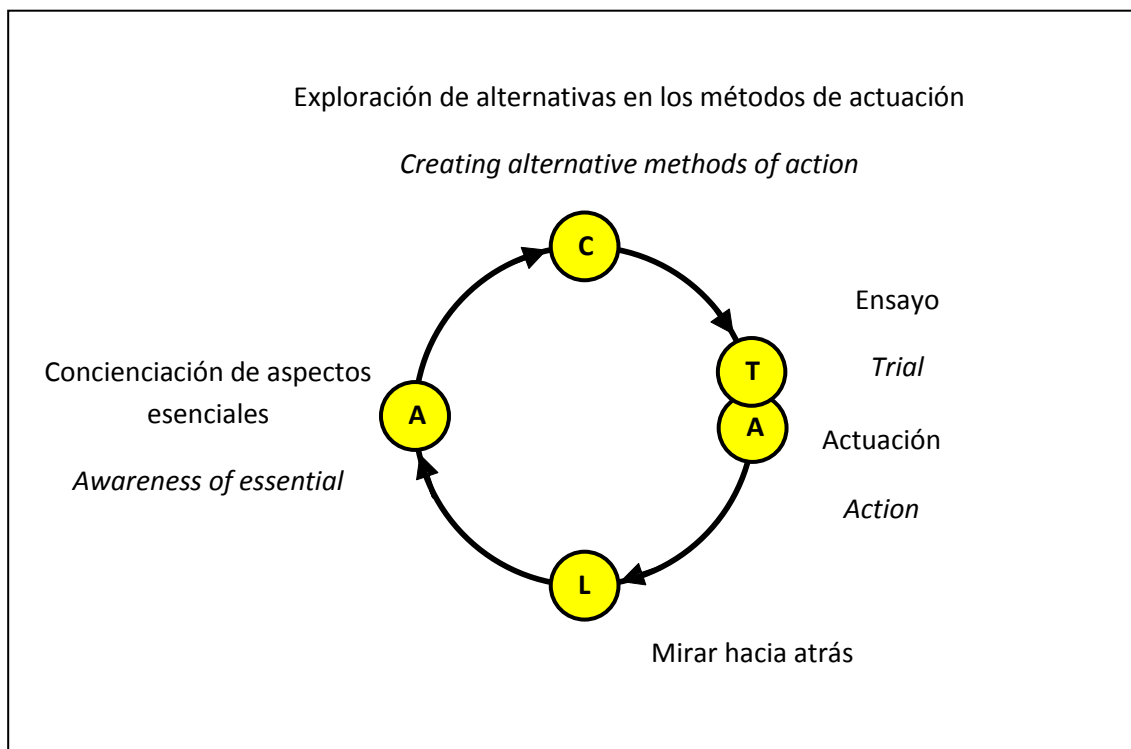 Exploración de alternativas en los métodos de actuación
Creating alternative methods of action
C
Ensayo
T
Trial
Concienciación de aspectos
esenciales
A
A
Actuación
Awareness of essential
Action
L
Mirar hacia atrás